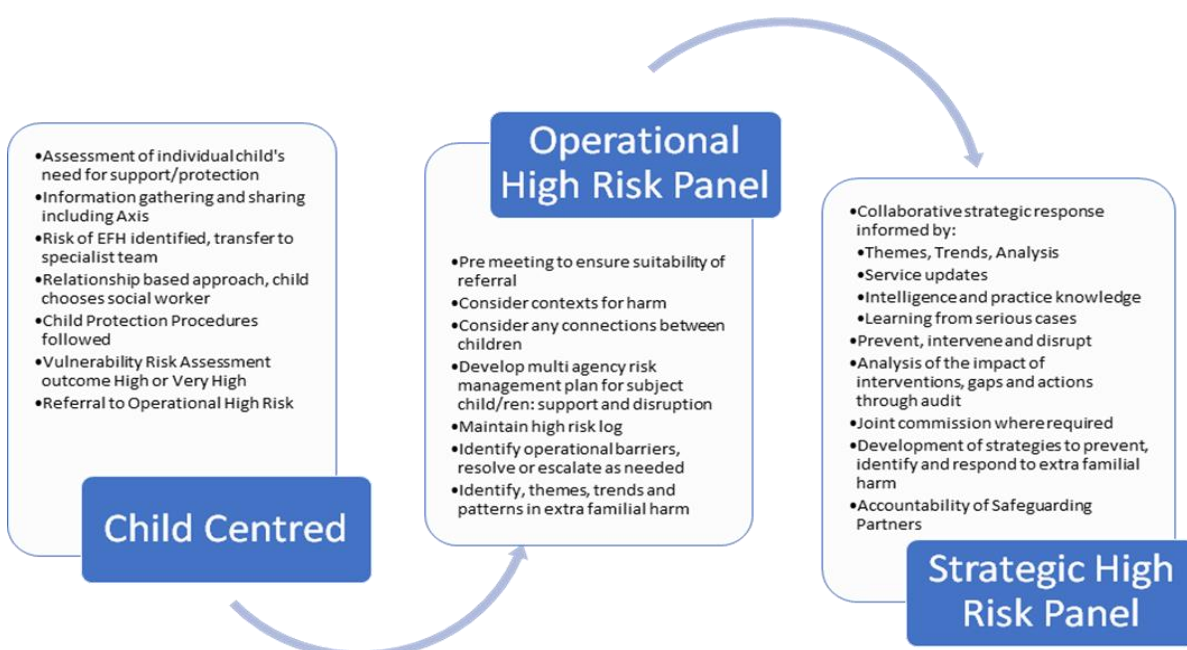 •Assessment of individual child's
need for support/protection
•Information gathering and sharing
including Axis
•Risk of EFH identified, transfer to
specialist team
•Relationship based approach, child
chooses social worker
•Child Protection Procedures
followed
•Vulnerability Risk Assessment
outcome High or Very High
•Referral to Operational High Risk
Child Centred
Operational
High Risk Panel
•Pre meeting to ensure suitability of
referral
•Consider contexts for harm
•Consider any connections between
children
•Develop multi agency risk
management plan for subject
child/ren: support and disruption
•Maintain high risk log
•Identify operational barriers,
resolve or escalate as needed
•Identify, themes, trends and
patterns in extra familial harm
•Collaborative strategic response
informed by:
•Themes, Trends, Analysis
•Service updates
•Intelligence and practice knowledge
•Learning from serious cases
•Prevent, intervene and disrupt
•Analysis of the impact of
interventions, gaps and actions
through audit
•Joint commission where required
•Development of strategies to prevent,
identify and respond to extra familial
harm
•Accountability of Safeguarding
Partners
Strategic High
Risk Panel